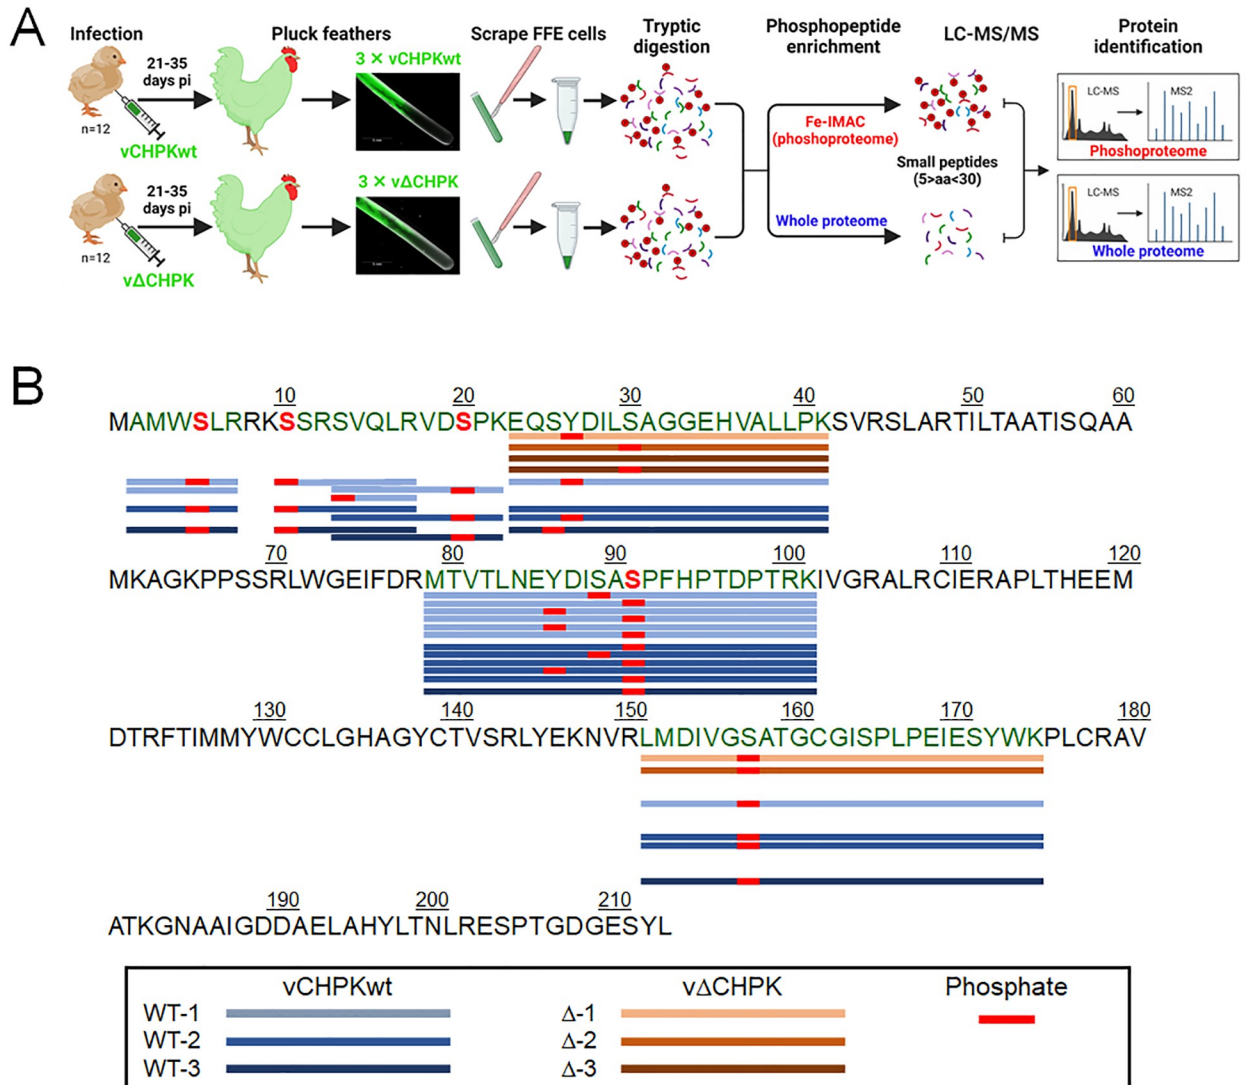 A
Infection
Pluck feathers
Scrape FFE cells
Tryptic
digestion
Phosphopeptide
enrichment
LC-MS/MS
Protein
identification
21-35
days pi
n=12
vCHPKwt
3 × vCHPKwt
Fe-IMAC
(phoshoproteome)
Small peptides
(5>aa<30)
LC-MS
MS2
Phoshoproteome
21-35
days pi
n=12
vΔCHPK
3 × vΔCHPK
Whole proteome
LC-MS
MS2
Whole proteome
B
10 20 30 40 50 60
MAMWSLRRKSSRSVQLRVDSPKEQSYDILSAGGEHVALLPKSVRSLARTILTAATISQAA
70 80 90 100 110 120
MKAGKPPSSRLWGEIFDRMTVTLNEYDISASPFHPTDPTRKIVGRALRCIERAPLTHEEM
130 140 150 160 170 180
DTRFTIMMYWCCLGHAGYCTVSRLYEKNVRLMDIVGSATGCGISPLPEIESYWKPLCRAV
190 200 210
ATKGNAAIGDDAELAHYLTNLRESPTGDGESYL
vCHPKwt vΔCHPK Phosphate
WT-1 Δ-1
WT-2 Δ-2
WT-3 Δ-3